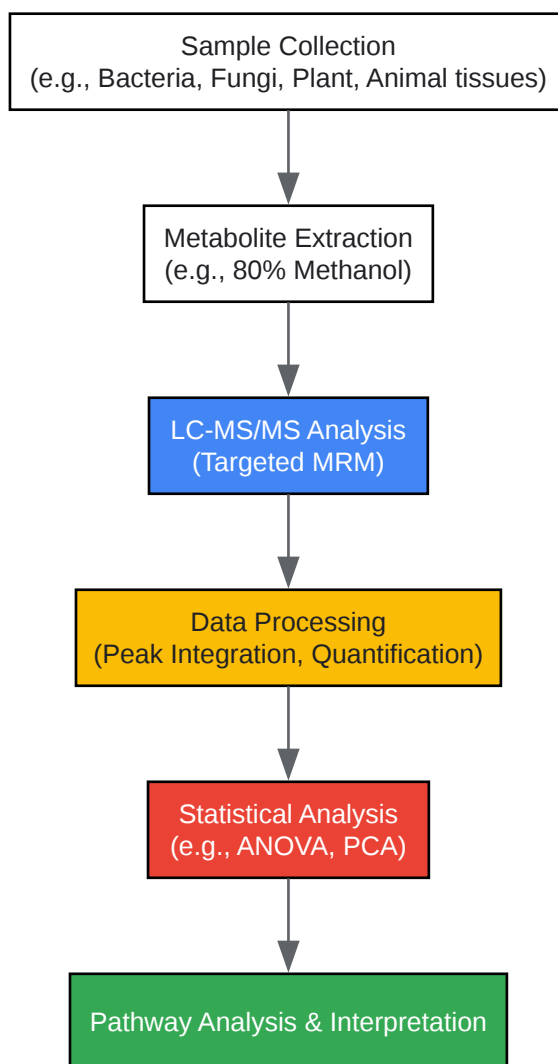 Sample Collection
(e.g., Bacteria, Fungi, Plant, Animal tissues)
Metabolite Extraction
(e.g., 80% Methanol)
LC-MS/MS Analysis
(Targeted MRM)
Data Processing
(Peak Integration, Quantification)
Statistical Analysis
(e.g., ANOVA, PCA)
Pathway Analysis & Interpretation